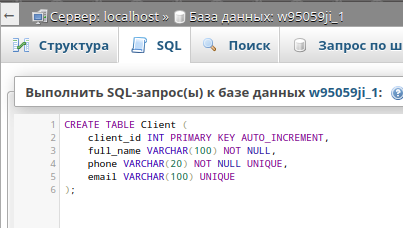 ← Сервер: localhost » База данных: w95059ji_1
Структура SQL Поиск Запрос по ш
Выполнить SQL-запрос(ы) к базе данных w95059ji_1:
1 CREATE TABLE Client (
2 client_id INT PRIMARY KEY AUTO_INCREMENT,
3 full_name VARCHAR(100) NOT NULL,
4 phone VARCHAR(20) NOT NULL UNIQUE,
5 email VARCHAR(100) UNIQUE
6 );